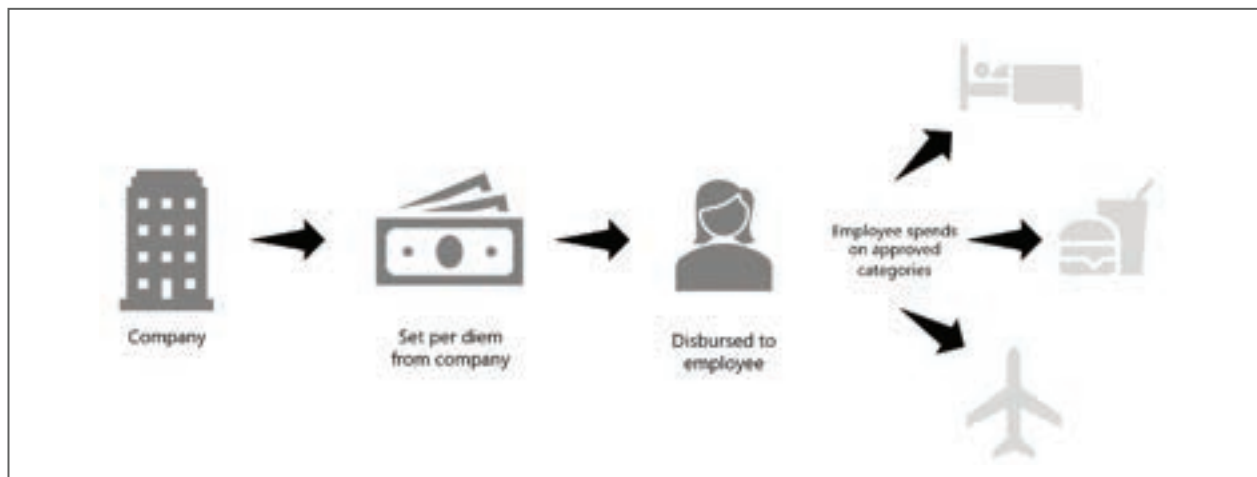 Company
Set per diem
from company
Disbursed to
employee
Employee spends
on approved
categories